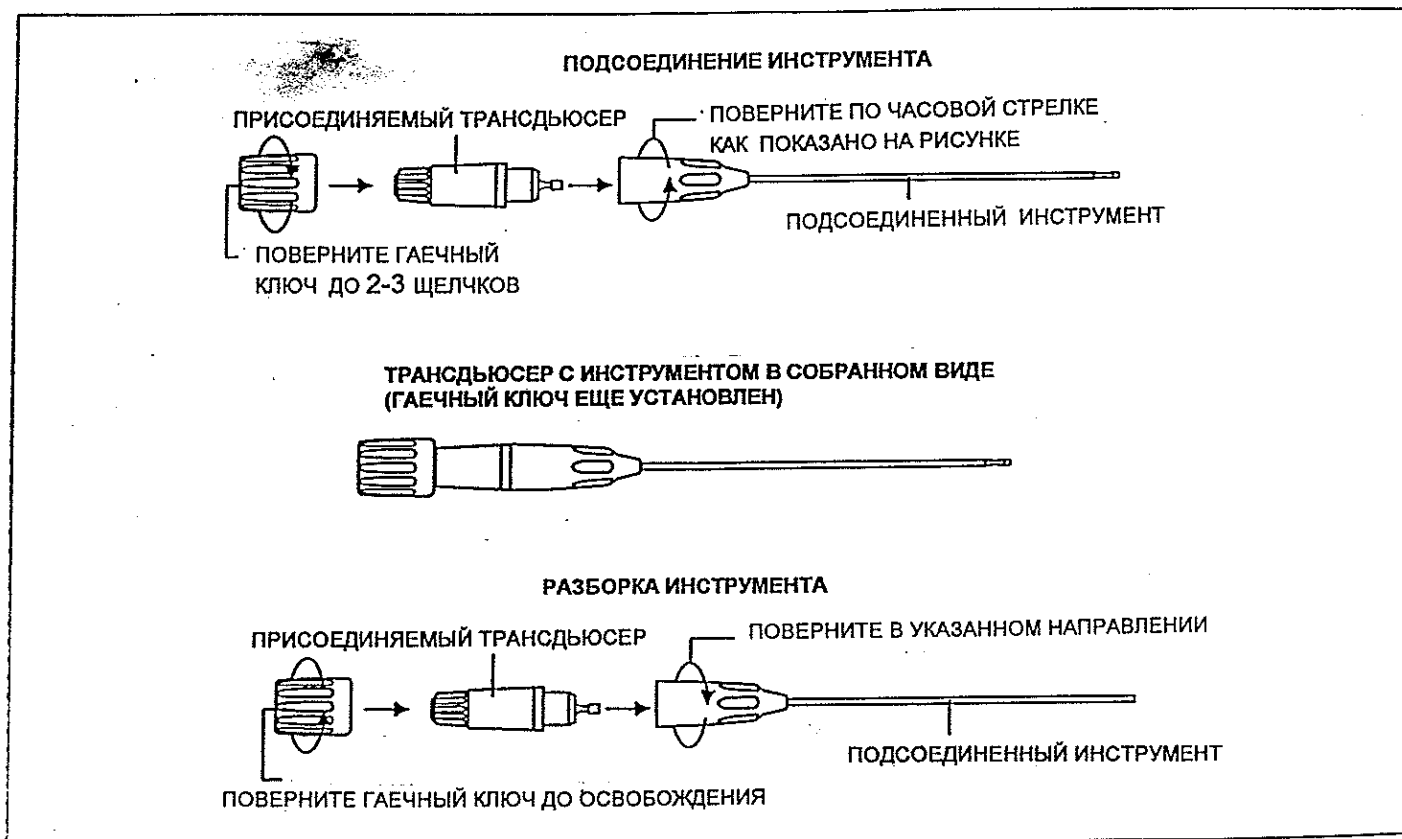 ПОДСОЕДИНЕНИЕ ИНСТРУМЕНТА
ПРИСОЕДИНЯЕМЫЙ ТРАНСДЬЮСЕР
ПОВЕРНИТЕ ПО ЧАСОВОЙ СТРЕЛКЕ
КАК ПОКАЗАНО НА РИСУНКЕ
ПОДСОЕДИНЕННЫЙ ИНСТРУМЕНТ
ПОВЕРНИТЕ ГАЕЧНЫЙ
КЛЮЧ ДО 2-3 ЩЕЛЧКОВ
ТРАНСДЬЮСЕР С ИНСТРУМЕНТОМ В СОБРАННОМ ВИДЕ
(ГАЕЧНЫЙ КЛЮЧ ЕЩЕ УСТАНОВЛЕН)
РАЗБОРКА ИНСТРУМЕНТА
ПРИСОЕДИНЯЕМЫЙ ТРАНСДЬЮСЕР
ПОВЕРНИТЕ В УКАЗАННОМ НАПРАВЛЕНИИ
ПОДСОЕДИНЕННЫЙ ИНСТРУМЕНТ
ПОВЕРНИТЕ ГАЕЧНЫЙ КЛЮЧ ДО ОСВОБОЖДЕНИЯ